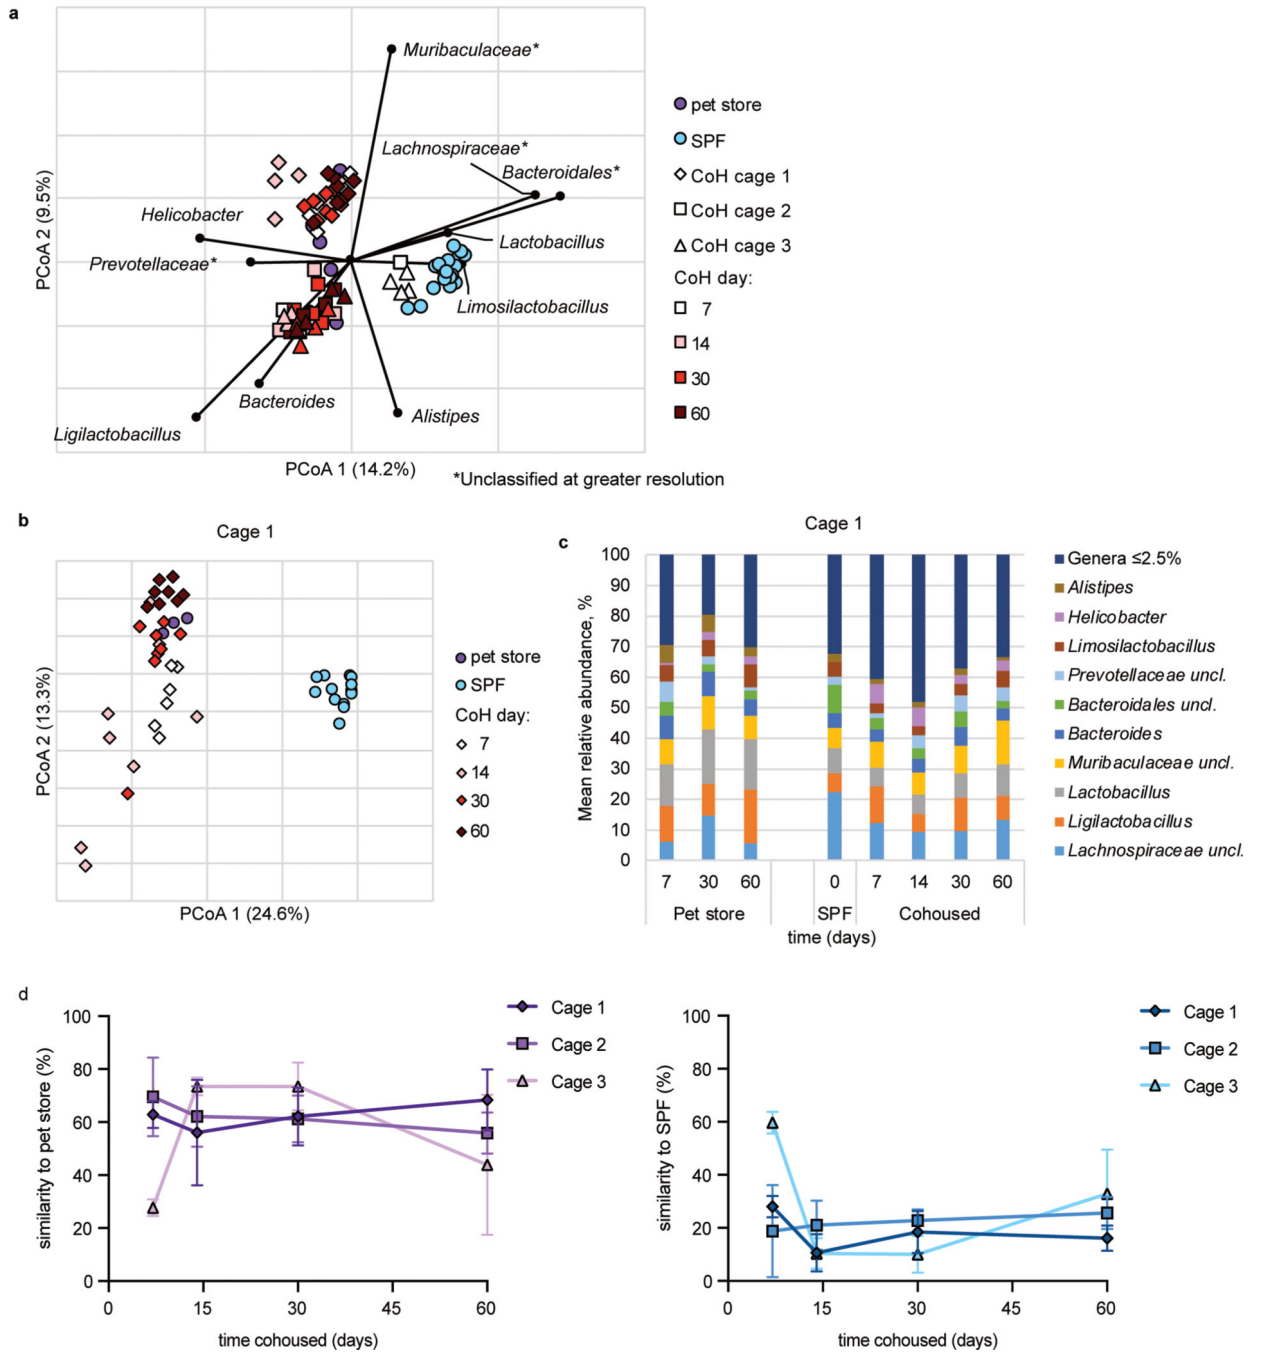 a
Muribaculaceae*
Lachnospiraceae*
Bacteroidales*
Helicobacter
Lactobacillus
Prevotellaceae*
Limosilactobacillus
Bacteroides
Alistipes
Ligilactobacillus
PCoA 2 (9.5%)
PCoA 1 (14.2%)
*Unclassified at greater resolution
pet store
SPF
CoH cage 1
CoH cage 2
CoH cage 3
CoH day:
7
14
30
60
b
Cage 1
PCoA 2 (13.3%)
PCoA 1 (24.6%)
pet store
SPF
CoH day:
7
14
30
60
c
Cage 1
Mean relative abundance, %
100
90
80
70
60
50
40
30
20
10
0
7 30 60 0 7 14 30 60
Pet store SPF Cohoused
time (days)
Genera ≤2.5%
Alistipes
Helicobacter
Limosilactobacillus
Prevotellaceae uncl.
Bacteroidales uncl.
Bacteroides
Muribaculaceae uncl.
Lactobacillus
Ligilactobacillus
Lachnospiraceae uncl.
d
similarity to pet store (%)
100
80
60
40
20
0
0 15 30 45 60
time cohoused (days)
Cage 1
Cage 2
Cage 3
similarity to SPF (%)
100
80
60
40
20
0
0 15 30 45 60
time cohoused (days)
Cage 1
Cage 2
Cage 3